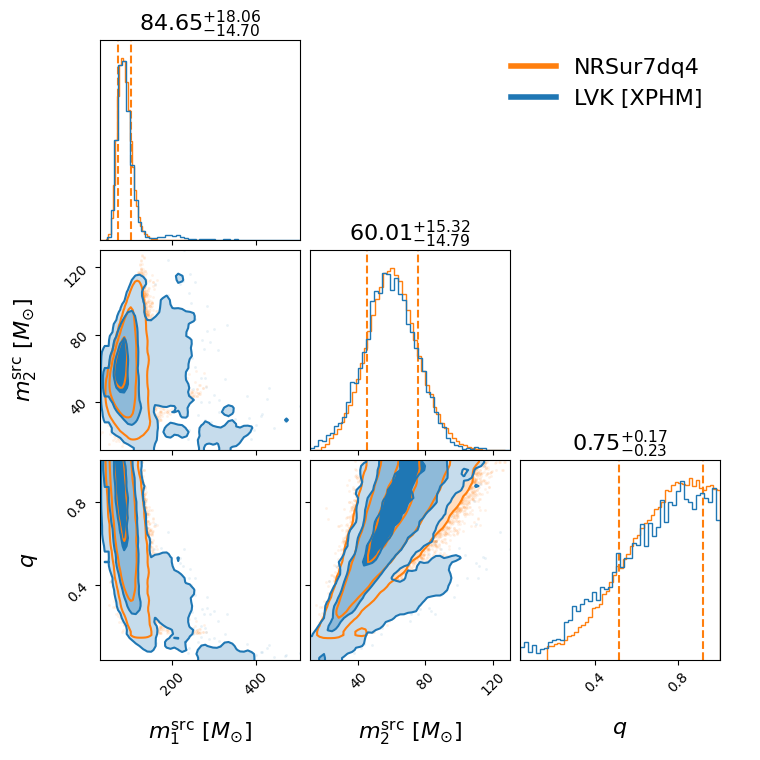 84.65^{+18.06}_{-14.70}
NRSur7dq4
LVK [XPHM]
60.01^{+15.32}_{-14.79}
120
80
40
m_2^{src} [M_⊙]
0.75^{+0.17}_{-0.23}
0.8
0.4
q
200
400
40
80
120
0.4
0.8
m_1^{src} [M_⊙]
m_2^{src} [M_⊙]
q